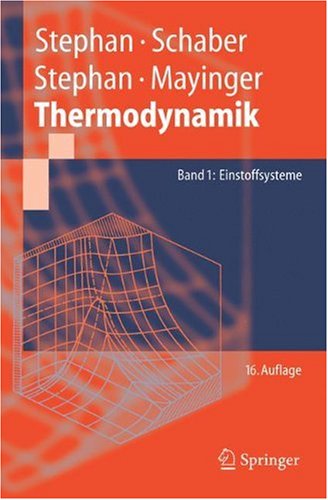 Stephan · Schaber
Stephan · Mayinger
Thermodynamik
Band 1: Einstoffsysteme
16. Auflage
Springer